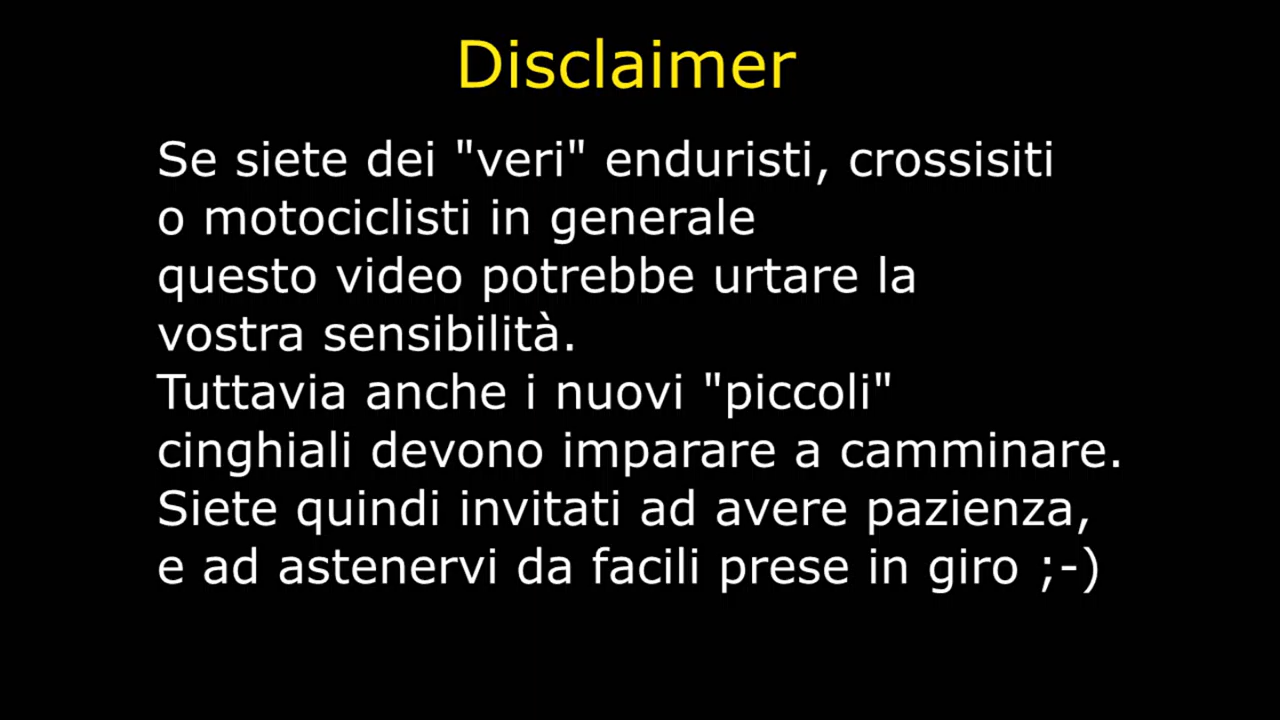 Disclaimer
Se siete dei "veri" enduristi, crossisiti
o motociclisti in generale
questo video potrebbe urtare la
vostra sensibilità.
Tuttavia anche i nuovi "piccoli"
cinghiali devono imparare a camminare.
Siete quindi invitati ad avere pazienza,
e ad astenervi da facili prese in giro ;-)